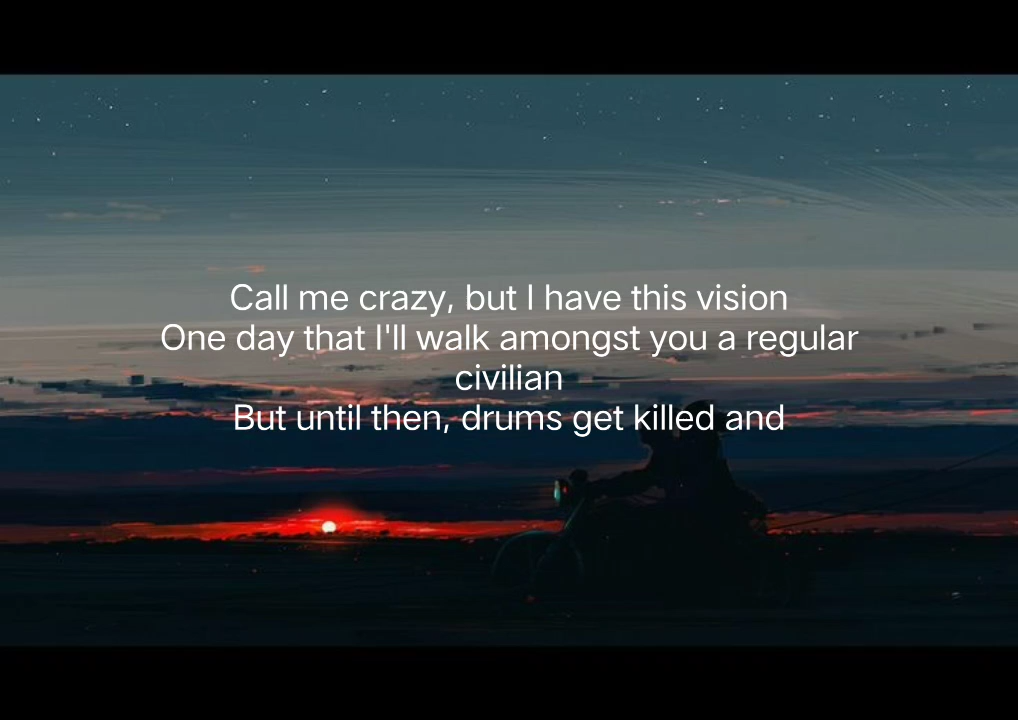 Call me crazy, but I have this vision
One day that I'll walk amongst you a regular
civilian
But until then, drums get killed and